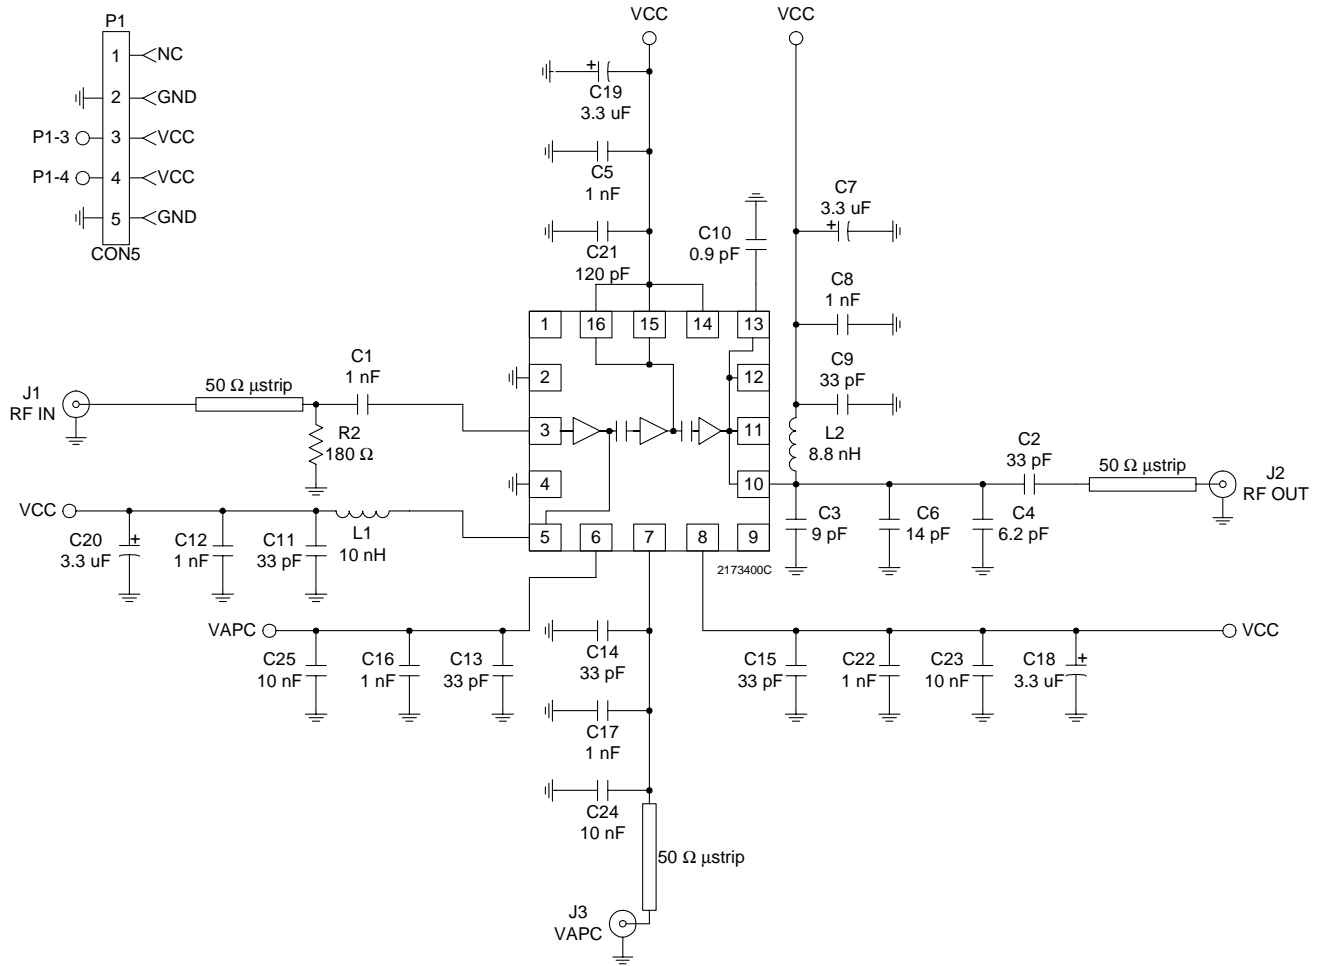 P1
1 NC
2 GND
P1-3 3 VCC
P1-4 4 VCC
5 GND
CON5
VCC
VCC
C19
3.3 uF
C5
1 nF
C21
120 pF
C10
0.9 pF
C7
3.3 uF
C8
1 nF
C9
33 pF
L2
8.8 nH
1 16 15 14 13
2 12
3 11
4 10
5 6 7 8 9
2173400C
J1
RF IN
50 Ω µstrip
C1
1 nF
R2
180 Ω
C2
33 pF
50 Ω µstrip
J2
RF OUT
C3
9 pF
C6
14 pF
C4
6.2 pF
VCC
C20
3.3 uF
C12
1 nF
C11
33 pF
L1
10 nH
VAPC
C25
10 nF
C16
1 nF
C13
33 pF
C14
33 pF
C17
1 nF
C24
10 nF
C15
33 pF
C22
1 nF
C23
10 nF
C18
3.3 uF
VCC
50 Ω µstrip
J3
VAPC